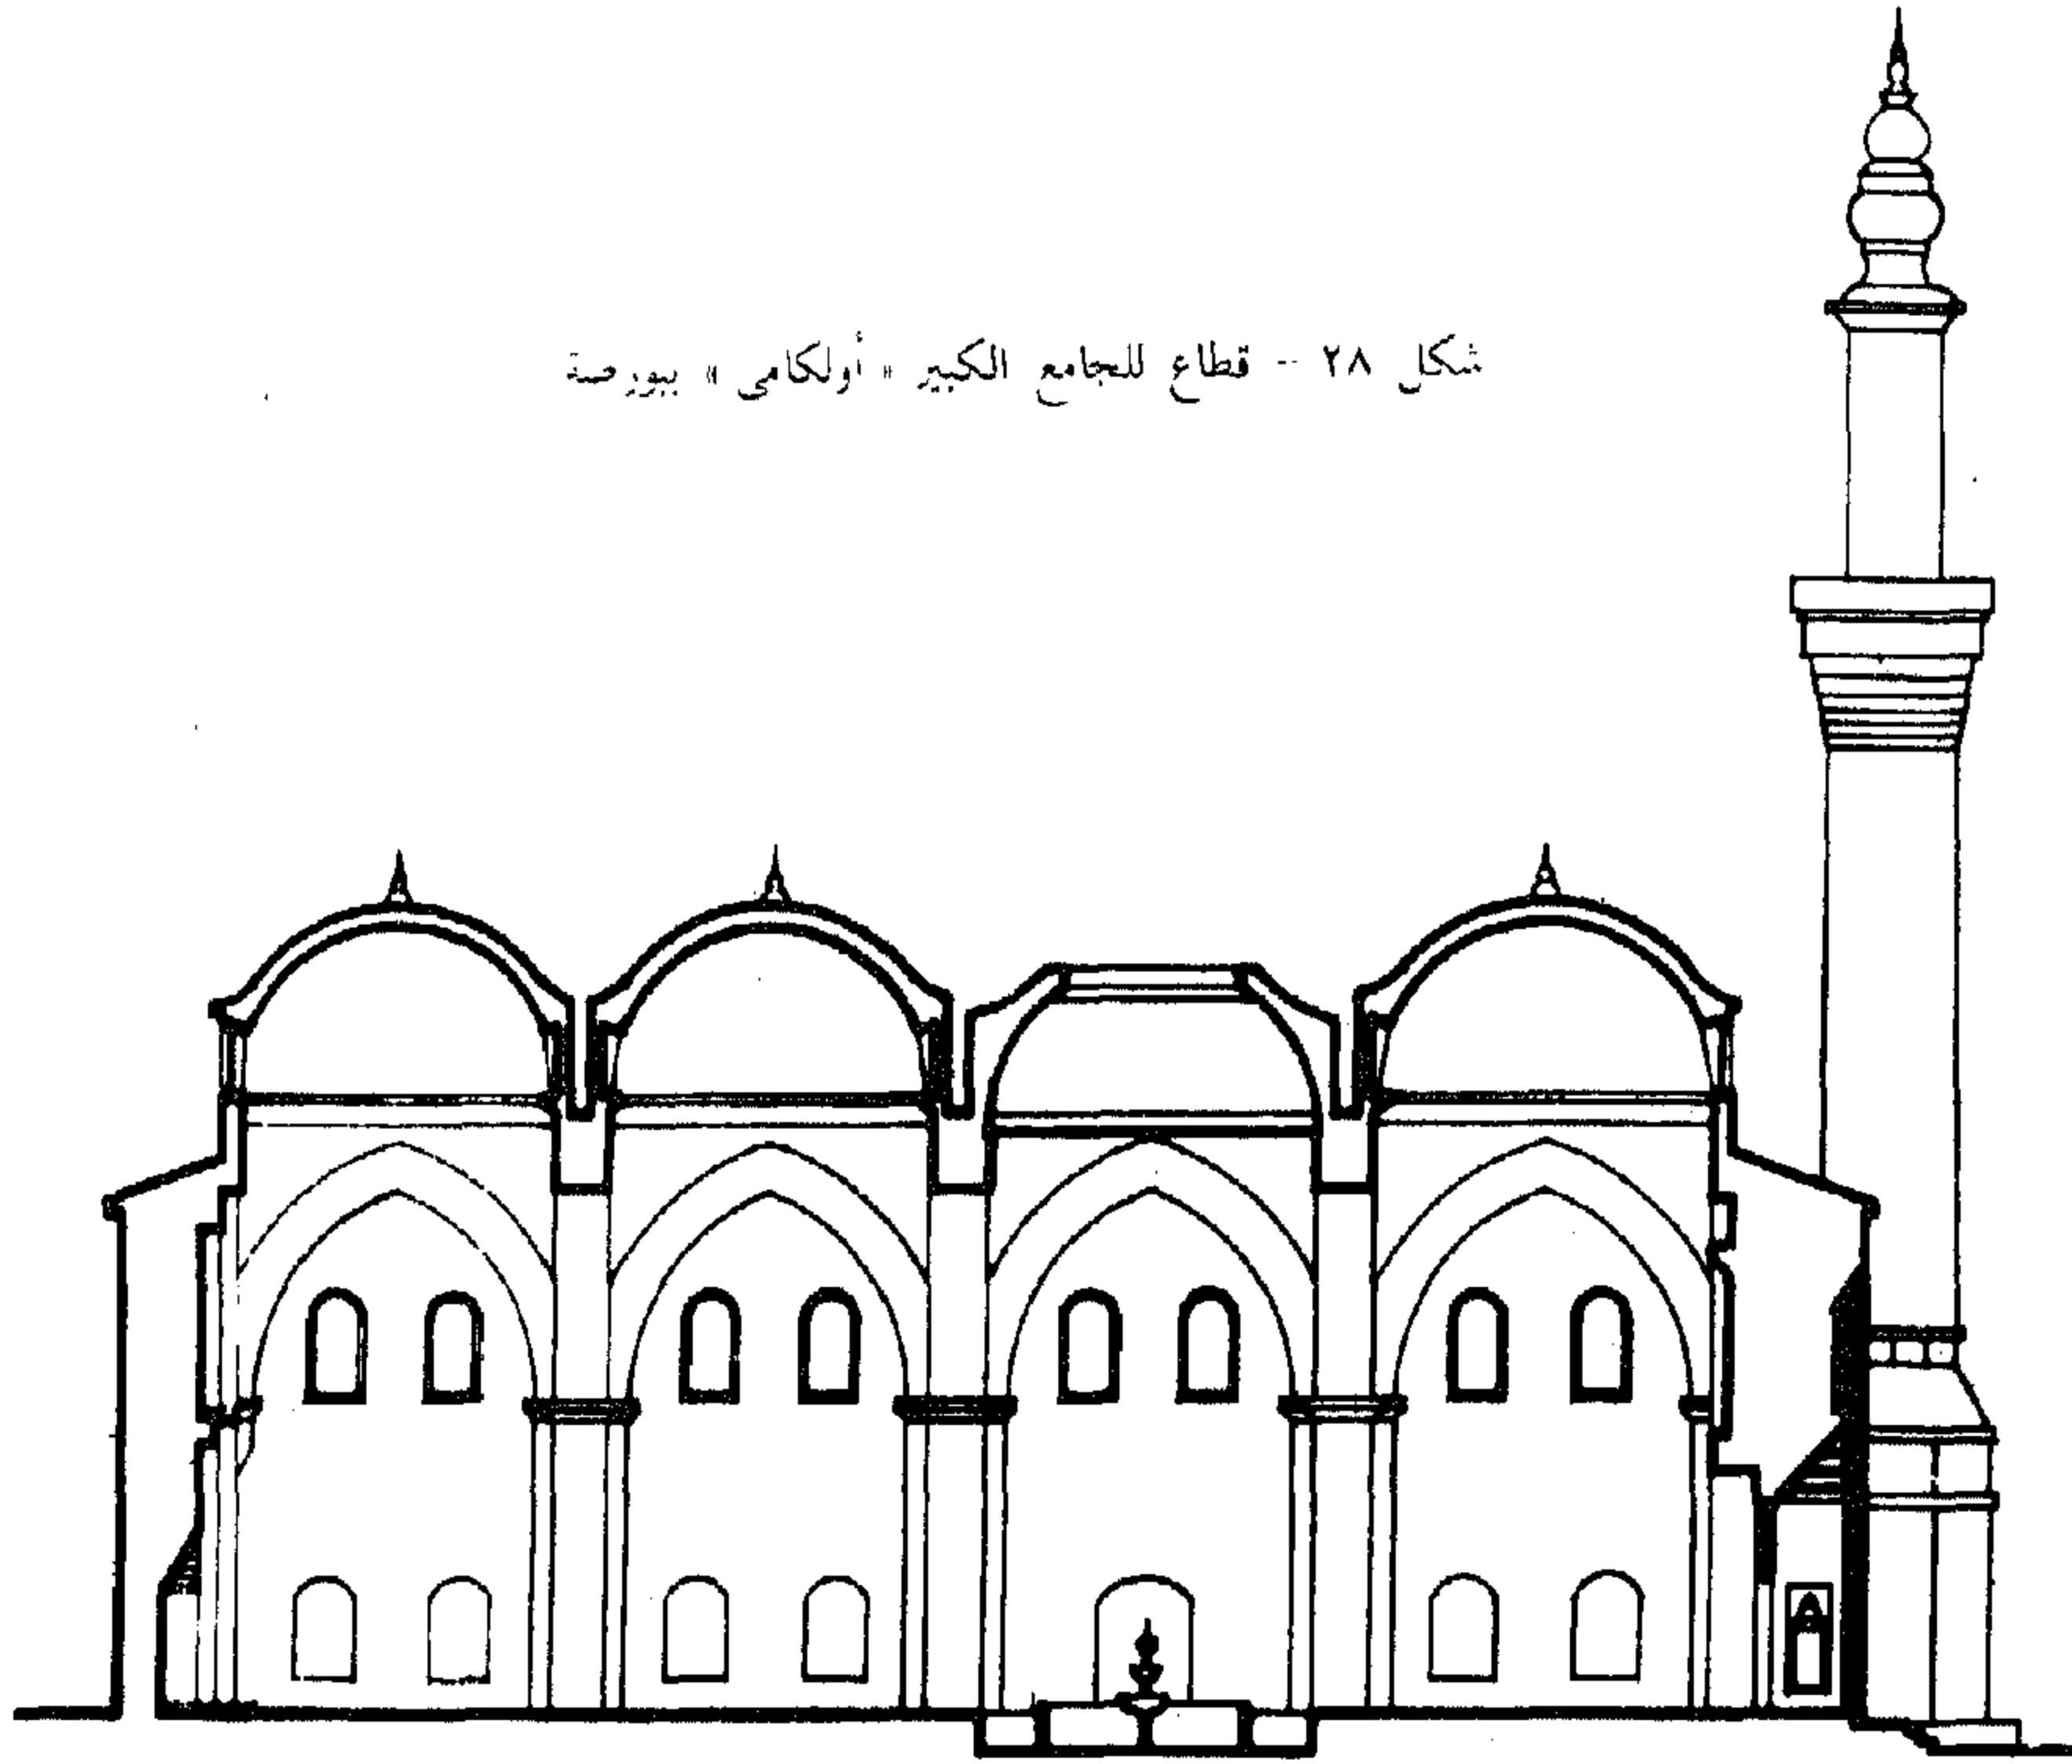 شكل ٢٨ - قطاع للجامع الكبير « أولكامى » ببورصة